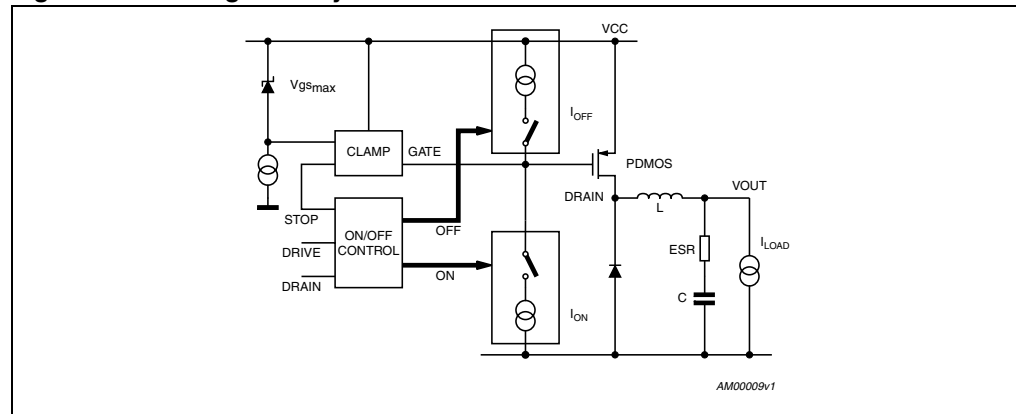 VCC
Vgsmax
IOFF
CLAMP
GATE
PDMOS
DRAIN
VOUT
L
STOP
ON/OFF
CONTROL
OFF
DRIVE
ESR
ILOAD
DRAIN
ON
C
ION
AM00009v1